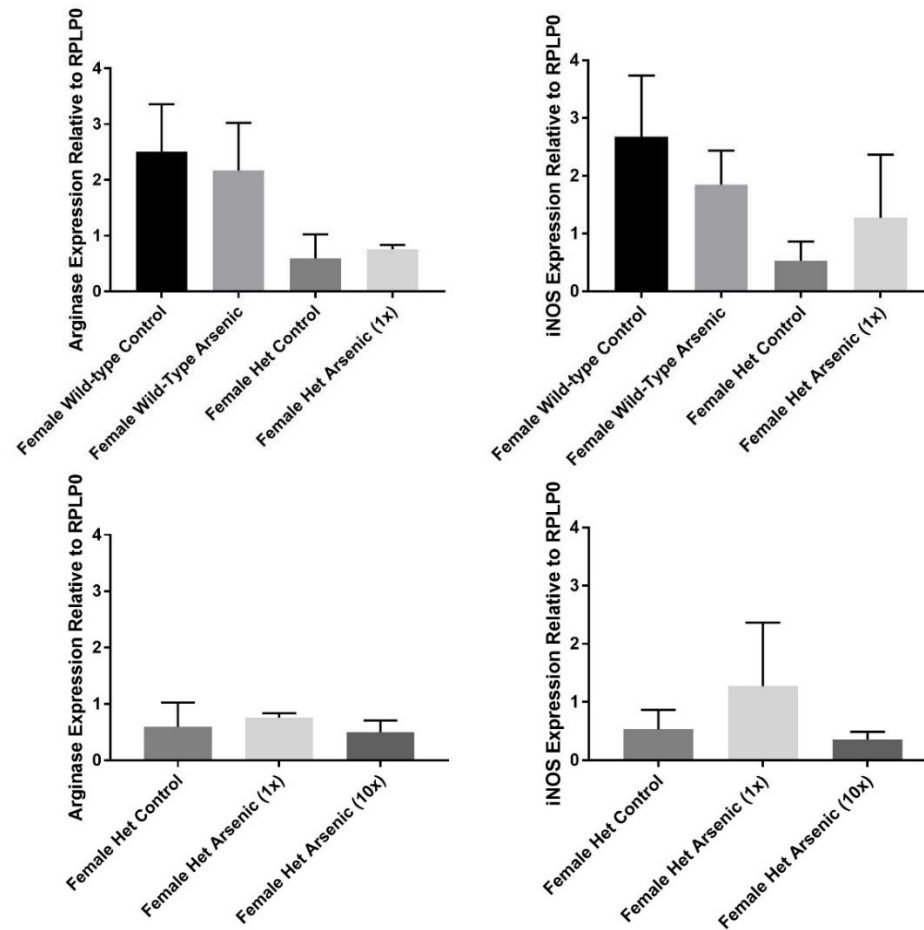 Arginase Expression Relative to RPLP0
4
3
2
1
0
Female Wild-type Control
Female Wild-Type Arsenic
Female Het Control
Female Het Arsenic (1x)
iNOS Expression Relative to RPLP0
4
3
2
1
0
Female Wild-type Control
Female Wild-Type Arsenic
Female Het Control
Female Het Arsenic (1x)
Arginase Expression Relative to RPLP0
4
3
2
1
0
Female Het Control
Female Het Arsenic (1x)
Female Het Arsenic (10x)
iNOS Expression Relative to RPLP0
4
3
2
1
0
Female Het Control
Female Het Arsenic (1x)
Female Het Arsenic (10x)